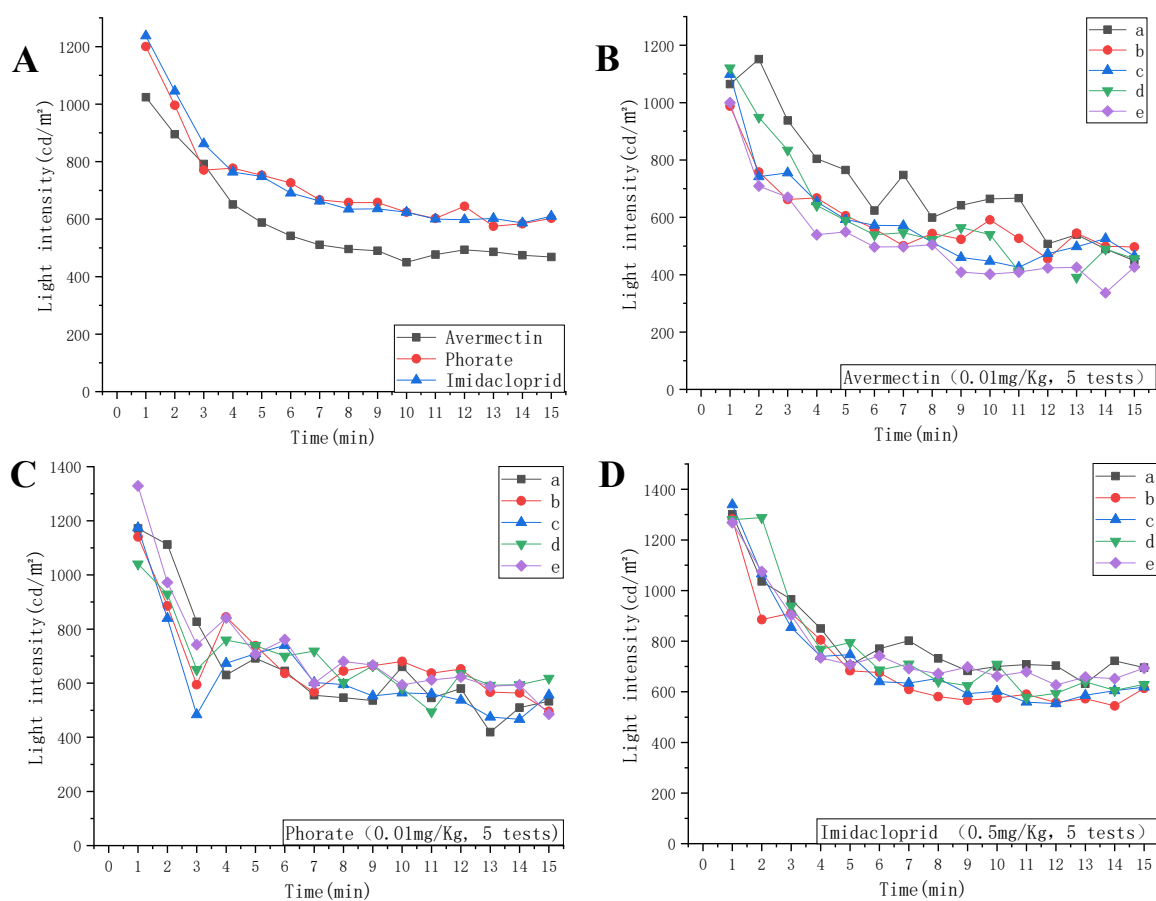 A
Light intensity(cd/m²)
1200
1000
800
600
400
200
0
0 1 2 3 4 5 6 7 8 9 10 11 12 13 14 15
Time(min)
Avermectin
Phorate
Imidacloprid
B
Light intensity(cd/m²)
1200
1000
800
600
400
200
0
0 1 2 3 4 5 6 7 8 9 10 11 12 13 14 15
Time(min)
a
b
c
d
e
Avermectin（0.01mg/Kg, 5 tests）
C
Light intensity(cd/m²)
1400
1200
1000
800
600
400
200
0
0 1 2 3 4 5 6 7 8 9 10 11 12 13 14 15
Time(min)
a
b
c
d
e
Phorate（0.01mg/Kg, 5 tests)
D
Light intensity(cd/m²)
1400
1200
1000
800
600
400
200
0
0 1 2 3 4 5 6 7 8 9 10 11 12 13 14 15
Time(min)
a
b
c
d
e
Imidacloprid （0.5mg/Kg, 5 tests）